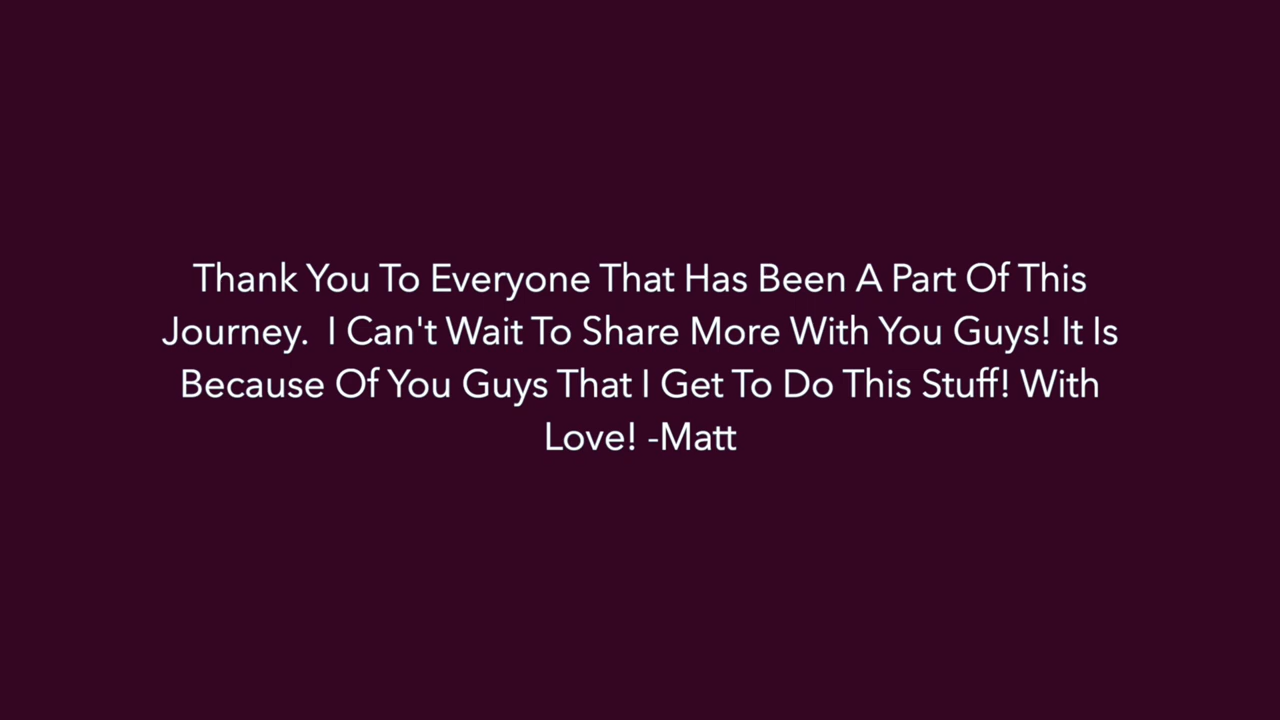 Thank You To Everyone That Has Been A Part Of This
Journey.  I Can't Wait To Share More With You Guys! It Is
Because Of You Guys That I Get To Do This Stuff! With
Love! -Matt